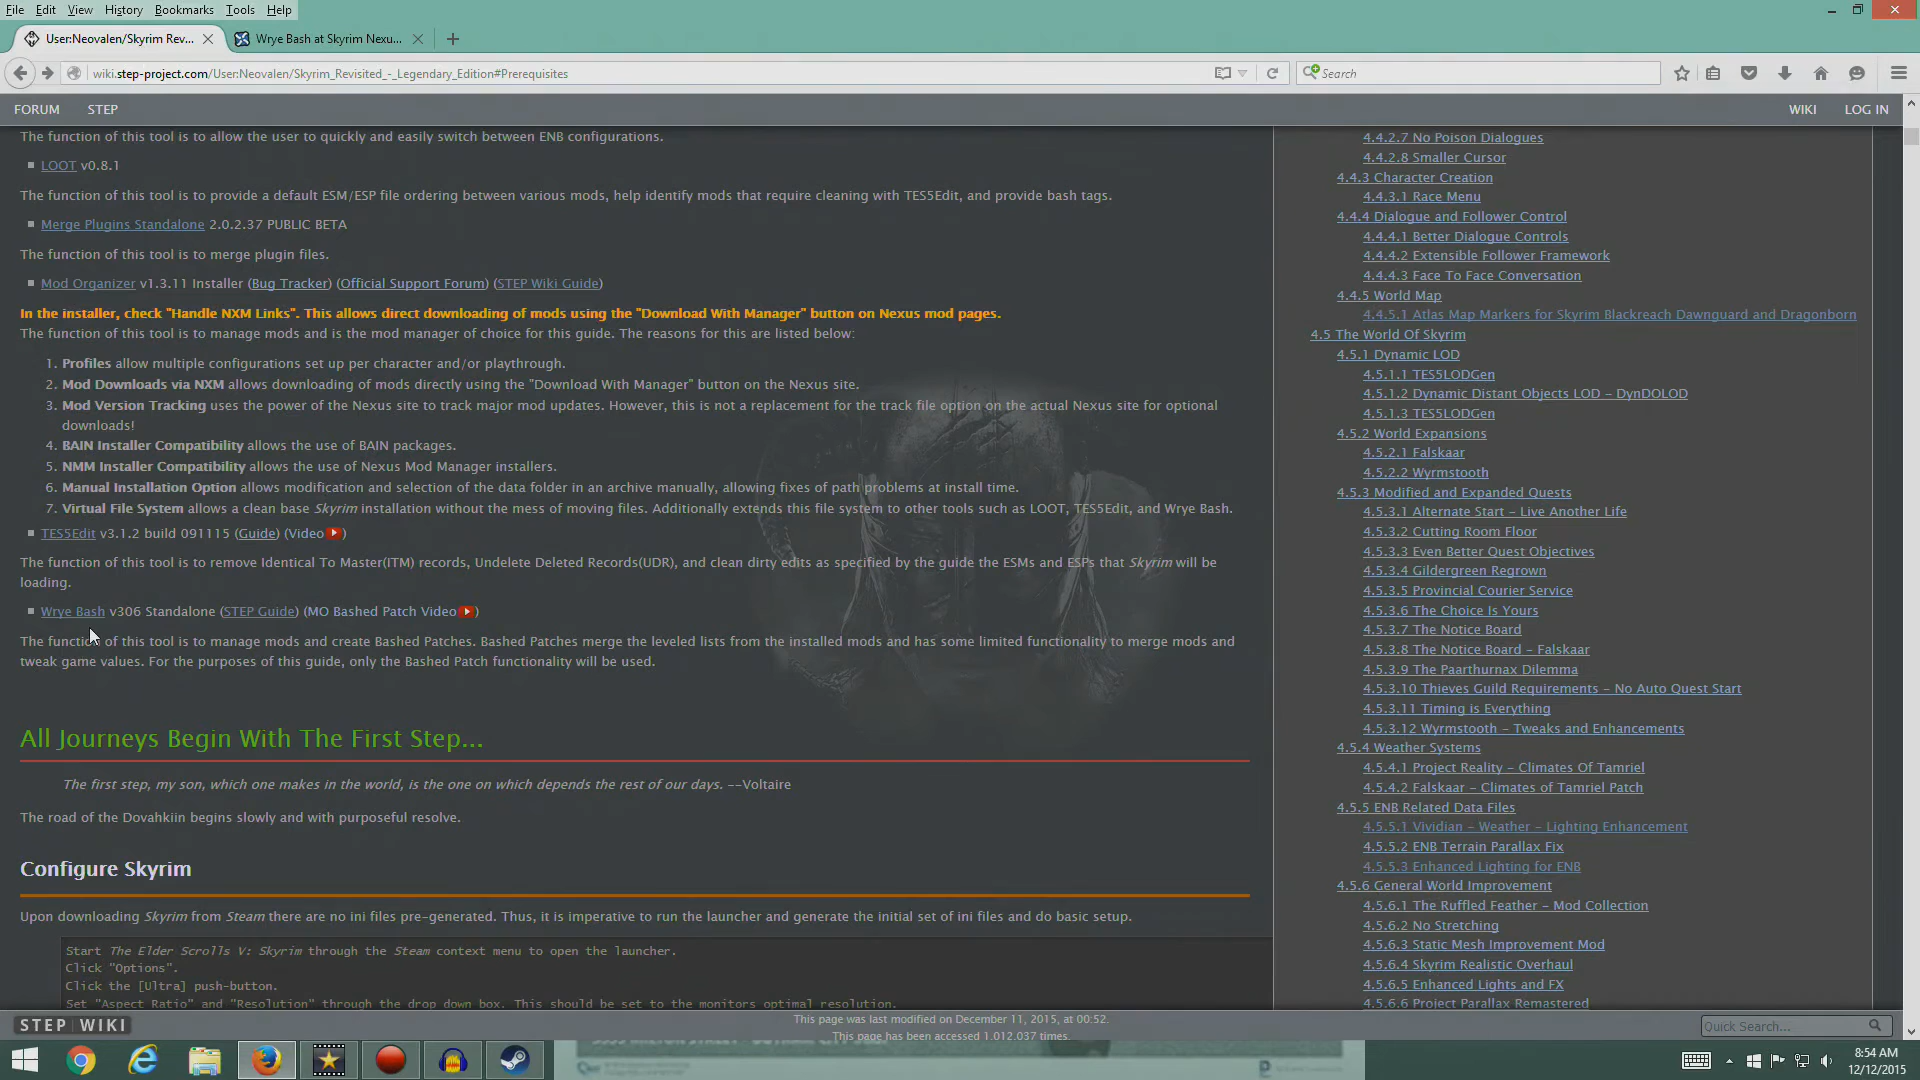 File Edit View History Bookmarks Tools Help
User:Neovalen/Skyrim Rev...
Wrye Bash at Skyrim Nexu...
wiki.step-project.com/User:Neovalen/Skyrim_Revisited_-_Legendary_Edition#Prerequisites
Search
FORUM STEP
WIKI LOG IN
The function of this tool is to allow the user to quickly and easily switch between ENB configurations.
LOOT v0.8.1
The function of this tool is to provide a default ESM/ESP file ordering between various mods, help identify mods that require cleaning with TES5Edit, and provide bash tags.
Merge Plugins Standalone 2.0.2.37 PUBLIC BETA
The function of this tool is to merge plugin files.
Mod Organizer v1.3.11 Installer (Bug Tracker) (Official Support Forum) (STEP Wiki Guide)
In the installer, check "Handle NXM Links". This allows direct downloading of mods using the "Download With Manager" button on Nexus mod pages.
The function of this tool is to manage mods and is the mod manager of choice for this guide. The reasons for this are listed below:
1. Profiles allow multiple configurations set up per character and/or playthrough.
2. Mod Downloads via NXM allows downloading of mods directly using the "Download With Manager" button on the Nexus site.
3. Mod Version Tracking uses the power of the Nexus site to track major mod updates. However, this is not a replacement for the track file option on the actual Nexus site for optional
downloads!
4. BAIN Installer Compatibility allows the use of BAIN packages.
5. NMM Installer Compatibility allows the use of Nexus Mod Manager installers.
6. Manual Installation Option allows modification and selection of the data folder in an archive manually, allowing fixes of path problems at install time.
7. Virtual File System allows a clean base Skyrim installation without the mess of moving files. Additionally extends this file system to other tools such as LOOT, TES5Edit, and Wrye Bash.
TES5Edit v3.1.2 build 091115 (Guide) (Video)
The function of this tool is to remove Identical To Master(ITM) records, Undelete Deleted Records(UDR), and clean dirty edits as specified by the guide the ESMs and ESPs that Skyrim will be
loading.
Wrye Bash v306 Standalone (STEP Guide) (MO Bashed Patch Video)
The function of this tool is to manage mods and create Bashed Patches. Bashed Patches merge the leveled lists from the installed mods and has some limited functionality to merge mods and
tweak game values. For the purposes of this guide, only the Bashed Patch functionality will be used.
All Journeys Begin With The First Step...
The first step, my son, which one makes in the world, is the one on which depends the rest of our days. --Voltaire
The road of the Dovahkiin begins slowly and with purposeful resolve.
Configure Skyrim
Upon downloading Skyrim from Steam there are no ini files pre-generated. Thus, it is imperative to run the launcher and generate the initial set of ini files and do basic setup.
Start The Elder Scrolls V: Skyrim through the Steam context menu to open the launcher.
Click "Options".
Click the [Ultra] push-button.
Set "Aspect Ratio" and "Resolution" through the drop down box. This should be set to the monitors optimal resolution.
4.4.2.7 No Poison Dialogues
4.4.2.8 Smaller Cursor
4.4.3 Character Creation
4.4.3.1 Race Menu
4.4.4 Dialogue and Follower Control
4.4.4.1 Better Dialogue Controls
4.4.4.2 Extensible Follower Framework
4.4.4.3 Face To Face Conversation
4.4.5 World Map
4.4.5.1 Atlas Map Markers for Skyrim Blackreach Dawnguard and Dragonborn
4.5 The World Of Skyrim
4.5.1 Dynamic LOD
4.5.1.1 TES5LODGen
4.5.1.2 Dynamic Distant Objects LOD – DynDOLOD
4.5.1.3 TES5LODGen
4.5.2 World Expansions
4.5.2.1 Falskaar
4.5.2.2 Wyrmstooth
4.5.3 Modified and Expanded Quests
4.5.3.1 Alternate Start – Live Another Life
4.5.3.2 Cutting Room Floor
4.5.3.3 Even Better Quest Objectives
4.5.3.4 Gildergreen Regrown
4.5.3.5 Provincial Courier Service
4.5.3.6 The Choice Is Yours
4.5.3.7 The Notice Board
4.5.3.8 The Notice Board – Falskaar
4.5.3.9 The Paarthurnax Dilemma
4.5.3.10 Thieves Guild Requirements – No Auto Quest Start
4.5.3.11 Timing is Everything
4.5.3.12 Wyrmstooth – Tweaks and Enhancements
4.5.4 Weather Systems
4.5.4.1 Project Reality – Climates Of Tamriel
4.5.4.2 Falskaar – Climates of Tamriel Patch
4.5.5 ENB Related Data Files
4.5.5.1 Vividian – Weather – Lighting Enhancement
4.5.5.2 ENB Terrain Parallax Fix
4.5.5.3 Enhanced Lighting for ENB
4.5.6 General World Improvement
4.5.6.1 The Ruffled Feather – Mod Collection
4.5.6.2 No Stretching
4.5.6.3 Static Mesh Improvement Mod
4.5.6.4 Skyrim Realistic Overhaul
4.5.6.5 Enhanced Lights and FX
4.5.6.6 Project Parallax Remastered
STEP WIKI
This page was last modified on December 11, 2015, at 00:52.
This page has been accessed 1,012,037 times.
Quick Search...
8:54 AM
12/12/2015